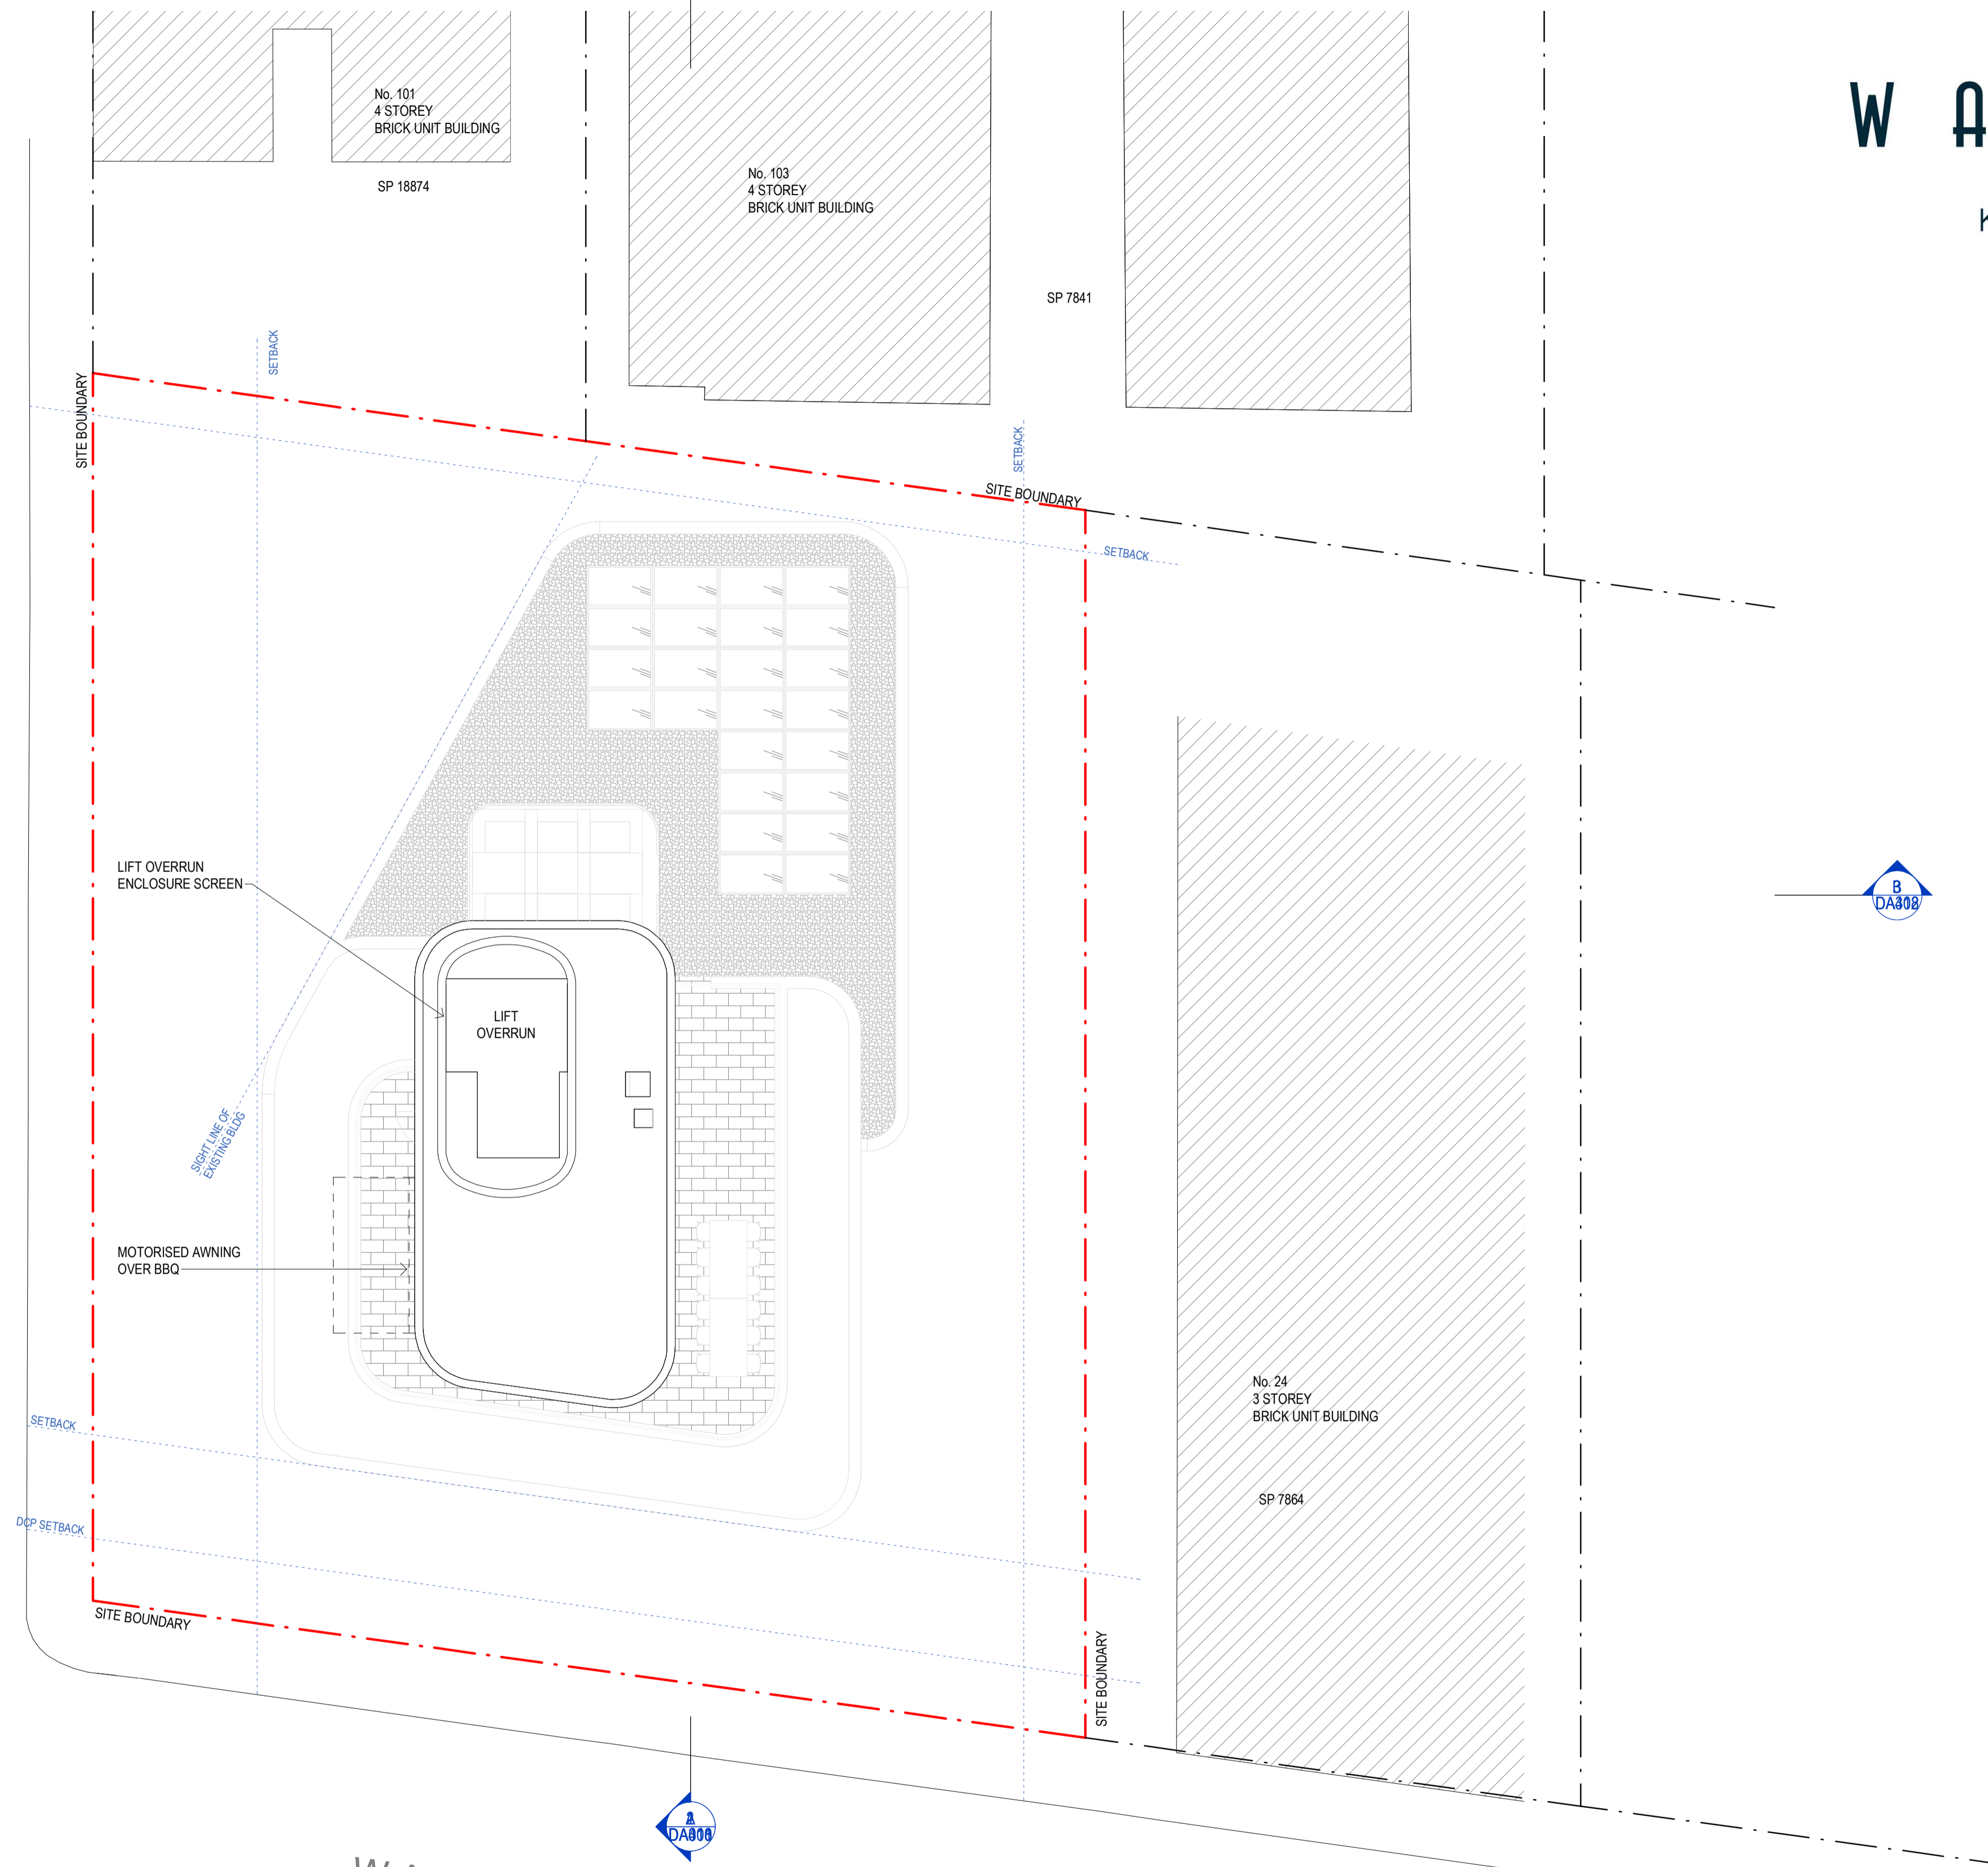 No. 101
4 STOREY
BRICK UNIT BUILDING
SP 18874
No. 103
4 STOREY
BRICK UNIT BUILDING
SP 7841
W A
K
SETBACK
SITE BOUNDARY
SETBACK
SITE BOUNDARY
SETBACK
LIFT OVERRUN
ENCLOSURE SCREEN
LIFT
OVERRUN
SIGHT LINE OF
EXISTING BLDG
MOTORISED AWNING
OVER BBQ
No. 24
3 STOREY
BRICK UNIT BUILDING
SP 7864
SETBACK
DCP SETBACK
SITE BOUNDARY
SITE BOUNDARY